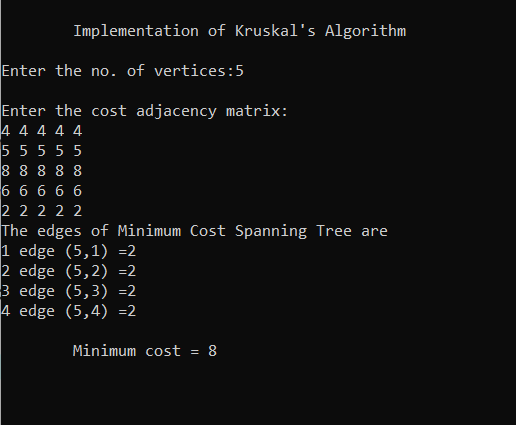 Implementation of Kruskal's Algorithm
Enter the no. of vertices:5
Enter the cost adjacency matrix:
4 4 4 4 4
5 5 5 5 5
8 8 8 8 8
6 6 6 6 6
2 2 2 2 2
The edges of Minimum Cost Spanning Tree are
1 edge (5,1) =2
2 edge (5,2) =2
3 edge (5,3) =2
4 edge (5,4) =2
Minimum cost = 8